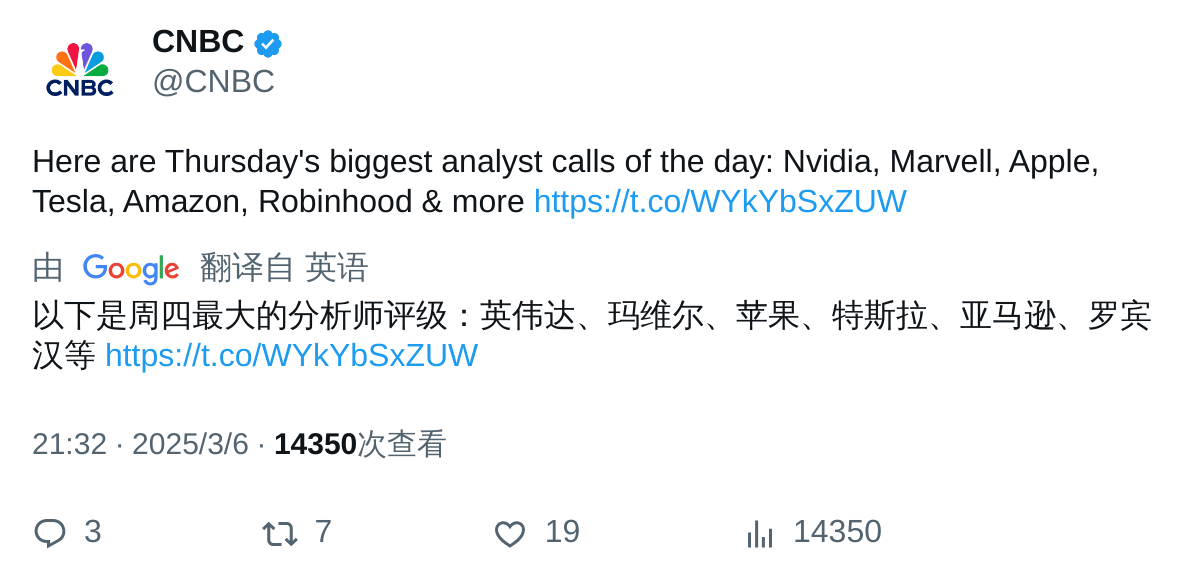 CNBC
CNBC
@CNBC
Here are Thursday's biggest analyst calls of the day: Nvidia, Marvell, Apple,
Tesla, Amazon, Robinhood & more https://t.co/WYkYbSxZUW
由 Google 翻译自 英语
以下是周四最大的分析师评级：英伟达、玛维尔、苹果、特斯拉、亚马逊、罗宾
汉等 https://t.co/WYkYbSxZUW
21:32 · 2025/3/6 · 14350次查看
3 7 19 14350